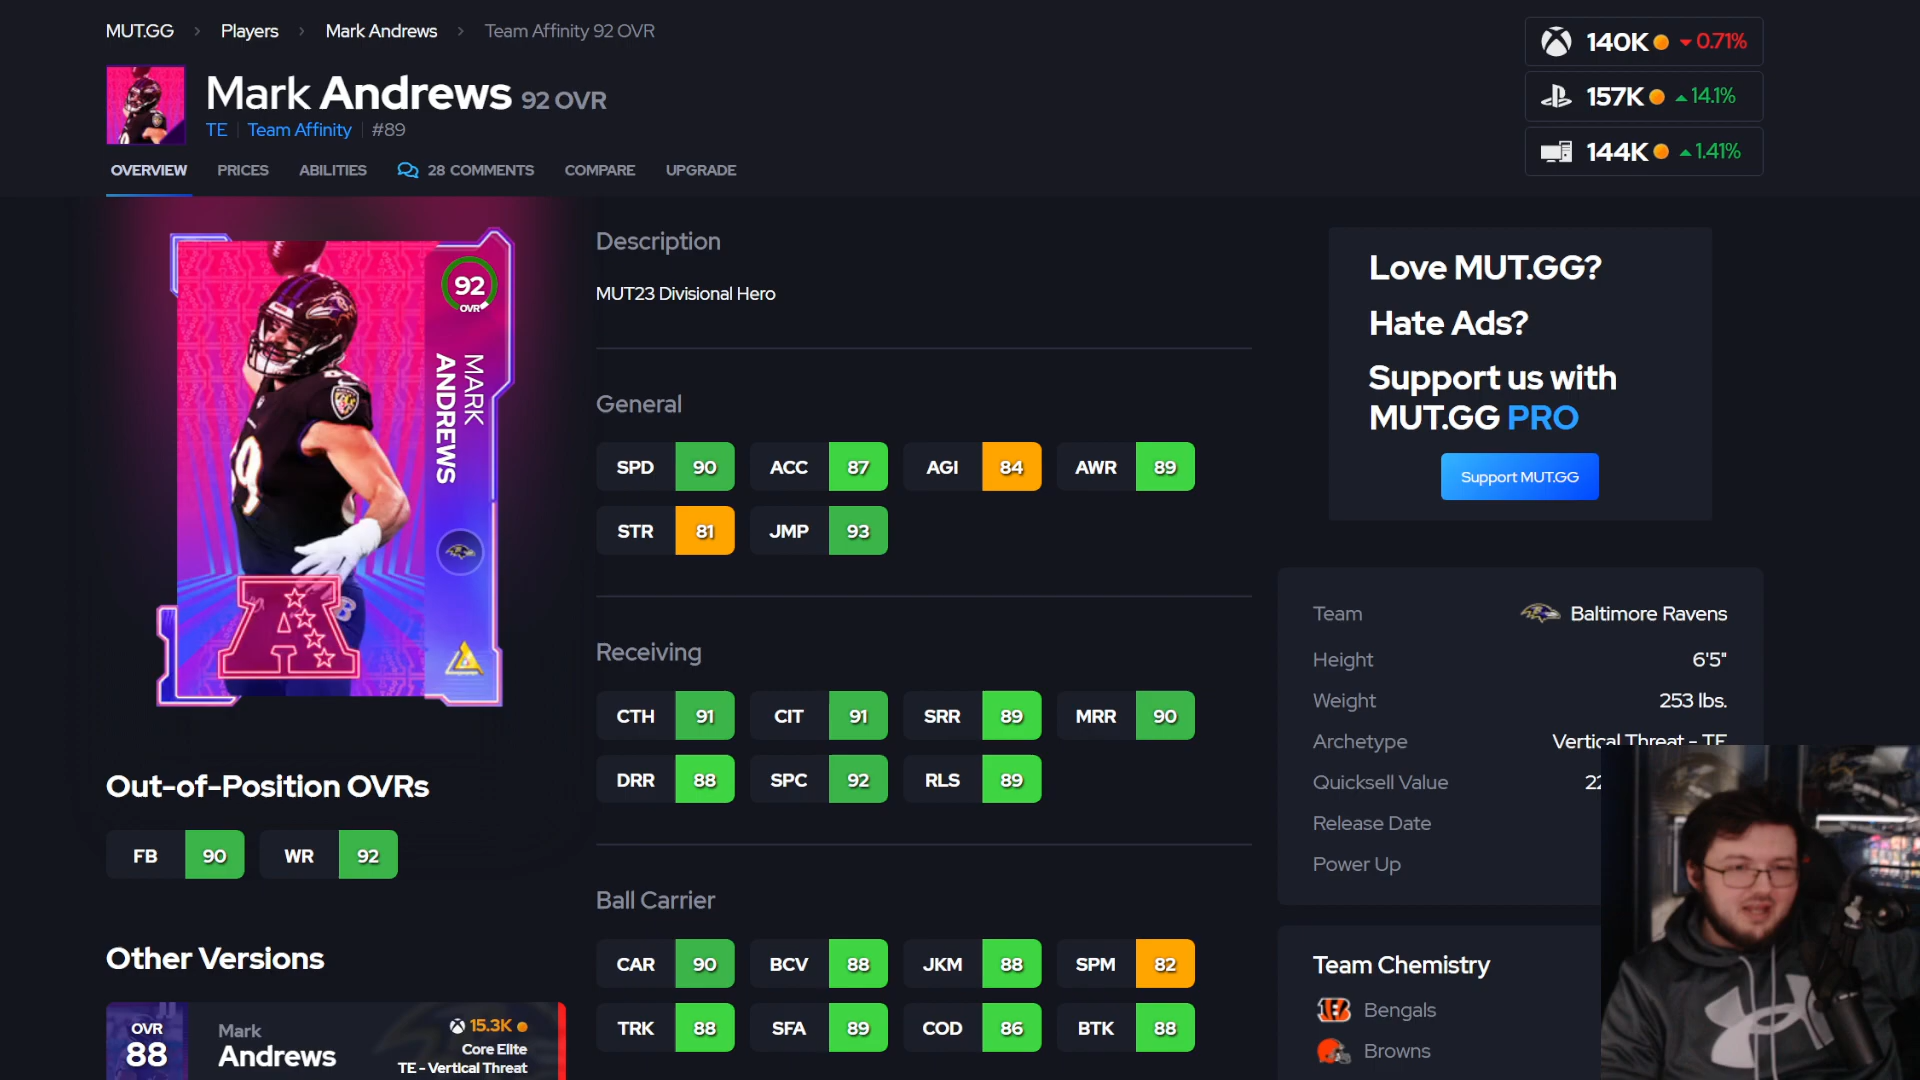 MUT.GG > Players > Mark Andrews > Team Affinity 92 OVR
Mark Andrews 92 OVR
TE | Team Affinity | #89
OVERVIEW PRICES ABILITIES 28 COMMENTS COMPARE UPGRADE
140K 0.71%
157K 14.1%
144K 1.41%
92
OVR
MARK
ANDREWS
Out-of-Position OVRs
FB 90 WR 92
Other Versions
OVR
88
Mark
Andrews
15.3K
Core Elite
TE - Vertical Threat
Description
MUT23 Divisional Hero
General
SPD 90 ACC 87 AGI 84 AWR 89
STR 81 JMP 93
Receiving
CTH 91 CIT 91 SRR 89 MRR 90
DRR 88 SPC 92 RLS 89
Ball Carrier
CAR 90 BCV 88 JKM 88 SPM 82
TRK 88 SFA 89 COD 86 BTK 88
Love MUT.GG?
Hate Ads?
Support us with
MUT.GG PRO
Support MUT.GG
Team Baltimore Ravens
Height 6'5"
Weight 253 lbs.
Archetype Vertical Threat - TE
Quicksell Value
Release Date
Power Up
Team Chemistry
Bengals
Browns